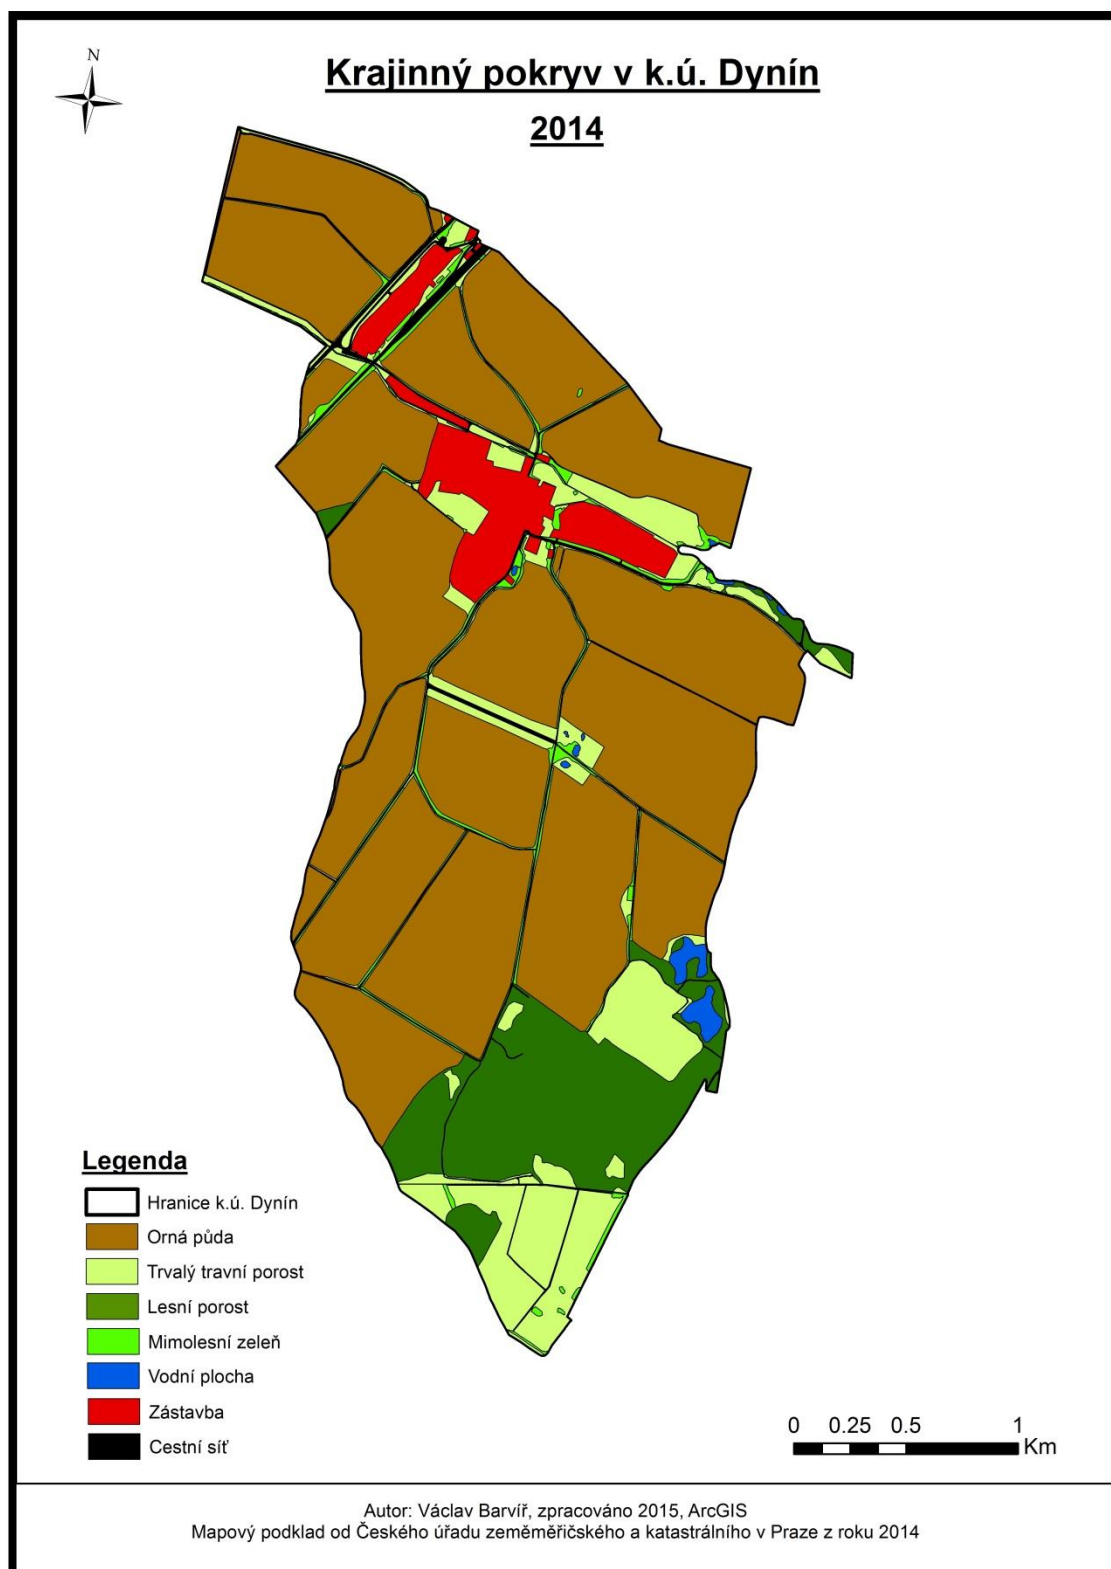 N
Krajinný pokryv v k.ú. Dynín
2014
Legenda
Hranice k.ú. Dynín
Orná půda
Trvalý travní porost
Lesní porost
Mimolesní zeleň
Vodní plocha
Zástavba
Cestní síť
0 0.25 0.5 1
Km
Autor: Václav Barvíř, zpracováno 2015, ArcGIS
Mapový podklad od Českého úřadu zeměměřičského a katastrálního v Praze z roku 2014